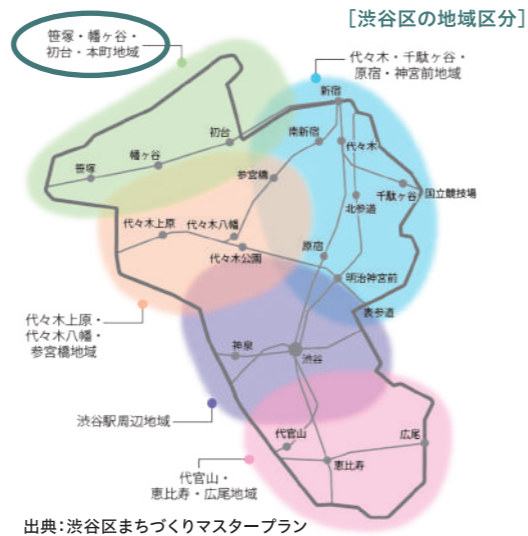 [渋谷区の地域区分]
笹塚・幡ヶ谷・
初台・本町地域
代々木・千駄ヶ谷・
原宿・神宮前地域
新宿
初台
南新宿
代々木
幡ヶ谷
笹塚
参宮橋
千駄ヶ谷
国立競技場
北参道
代々木上原
代々木八幡
代々木公園
原宿
明治神宮前
表参道
代々木上原・
代々木八幡・
参宮橋地域
神泉
渋谷
渋谷駅周辺地域
代官山
広尾
恵比寿
代官山・
恵比寿・広尾地域
出典：渋谷区まちづくりマスタープラン